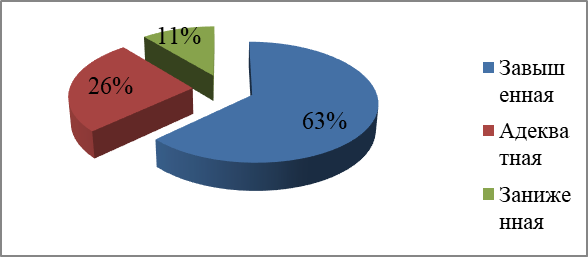 11%
26%
63%
Завыш
енная
Адеква
тная
Заниже
нная